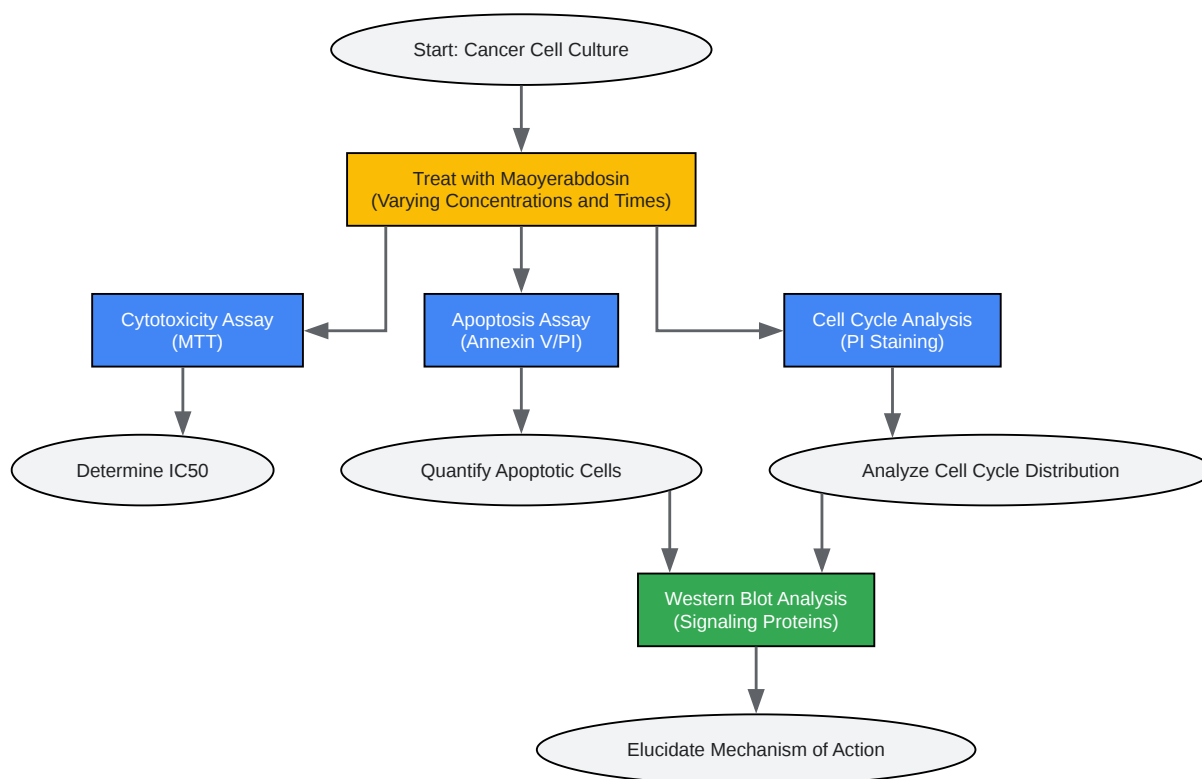 Start: Cancer Cell Culture
Treat with Maoyerabdosin
(Varying Concentrations and Times)
Cytotoxicity Assay
(MTT)
Apoptosis Assay
(Annexin V/PI)
Cell Cycle Analysis
(PI Staining)
Determine IC50
Quantify Apoptotic Cells
Analyze Cell Cycle Distribution
Western Blot Analysis
(Signaling Proteins)
Elucidate Mechanism of Action